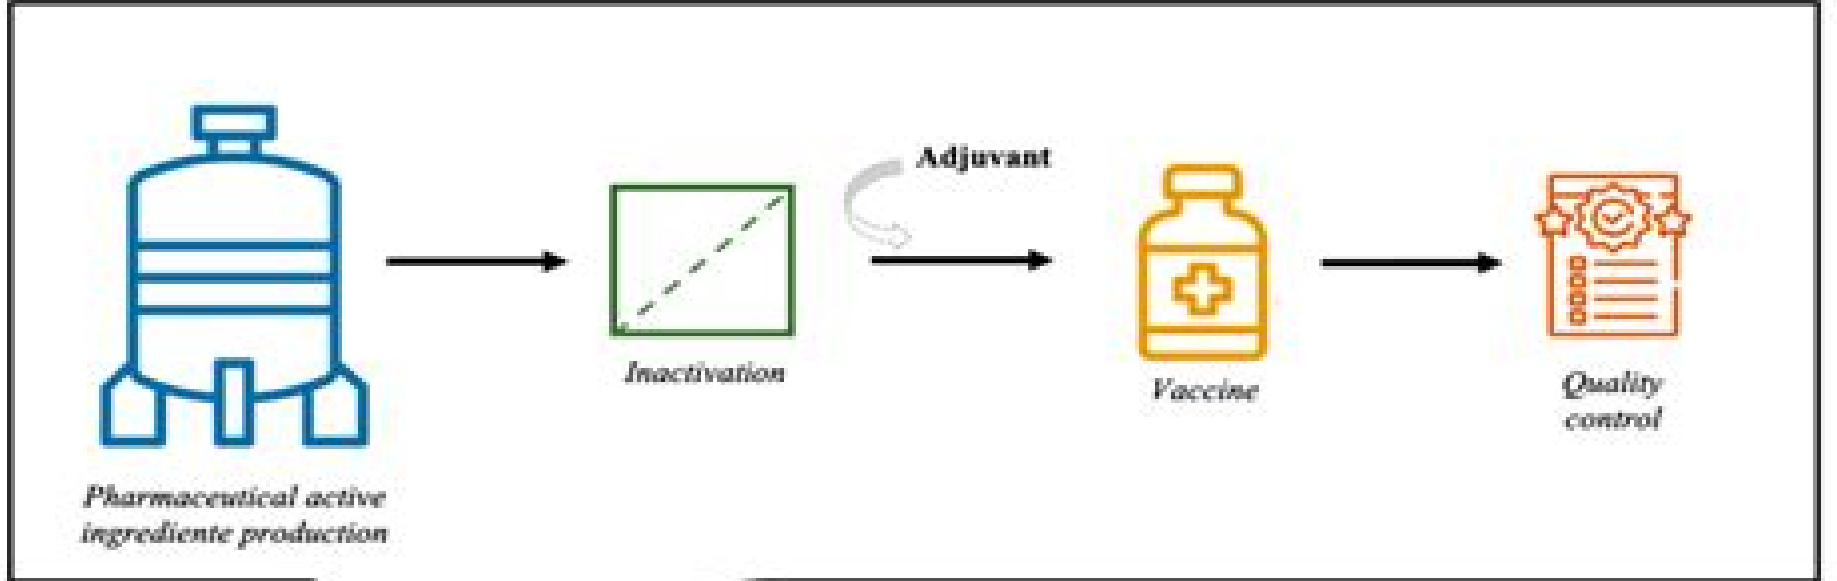 Adjuvant
Inactivation
Vaccine
Quality
control
Pharmaceutical active
ingrediente production